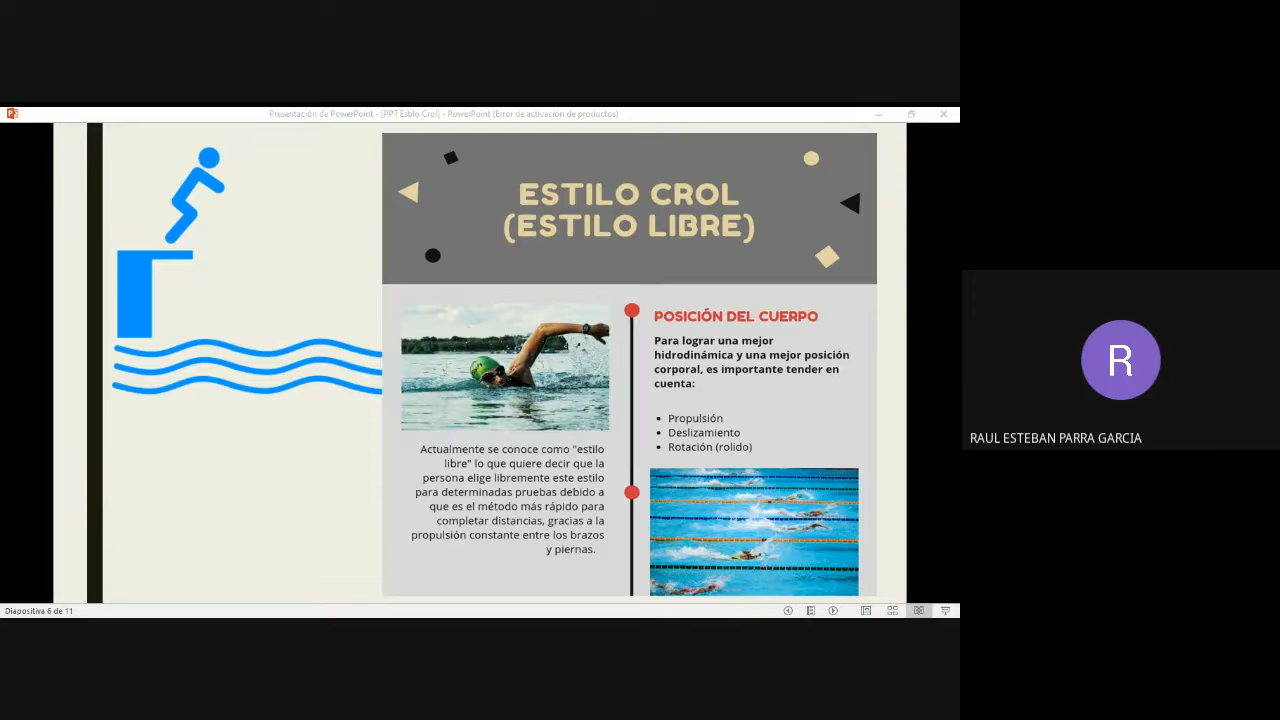 Presentación de PowerPoint - [PPT Estilo Crol] - PowerPoint (Error de activación de productos)
ESTILO CROL
(ESTILO LIBRE)
Actualmente se conoce como "estilo
libre" lo que quiere decir que la
persona elige libremente este estilo
para determinadas pruebas debido a
que es el método más rápido para
completar distancias, gracias a la
propulsión constante entre los brazos
y piernas.
POSICIÓN DEL CUERPO
Para lograr una mejor
hidrodinámica y una mejor posición
corporal, es importante tender en
cuenta:
Propulsión
Deslizamiento
Rotación (rolido)
Diapositiva 6 de 11
R
RAUL ESTEBAN PARRA GARCIA